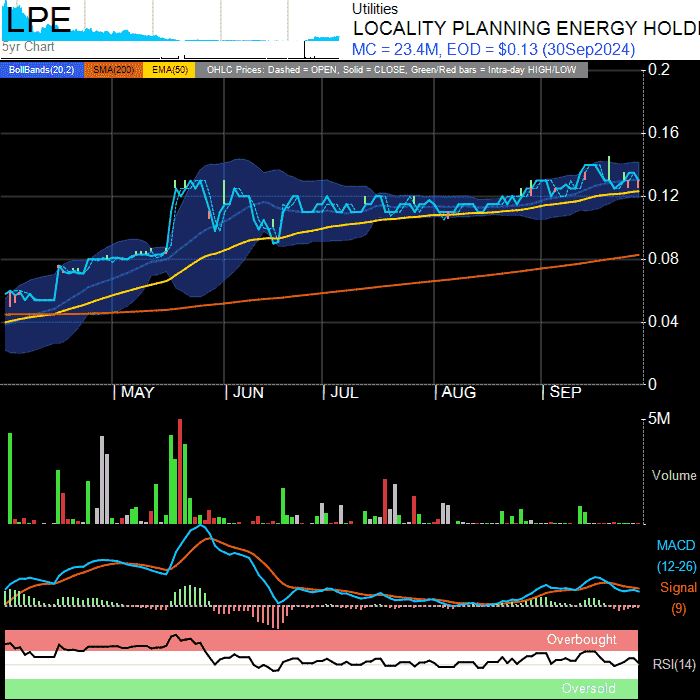 LPE
5yr Chart
Utilities
LOCALITY PLANNING ENERGY HOLDI
MC = 23.4M, EOD = $0.13 (30Sep2024)
BollBands(20,2) SMA(200) EMA(50) OHLC Prices: Dashed = OPEN, Solid = CLOSE, Green/Red bars = Intra-day HIGH/LOW
0.2
0.16
0.12
0.08
0.04
0
| MAY | JUN | JUL | AUG | SEP
5M
Volume
MACD
(12-26)
Signal
(9)
Overbought
RSI(14)
Oversold